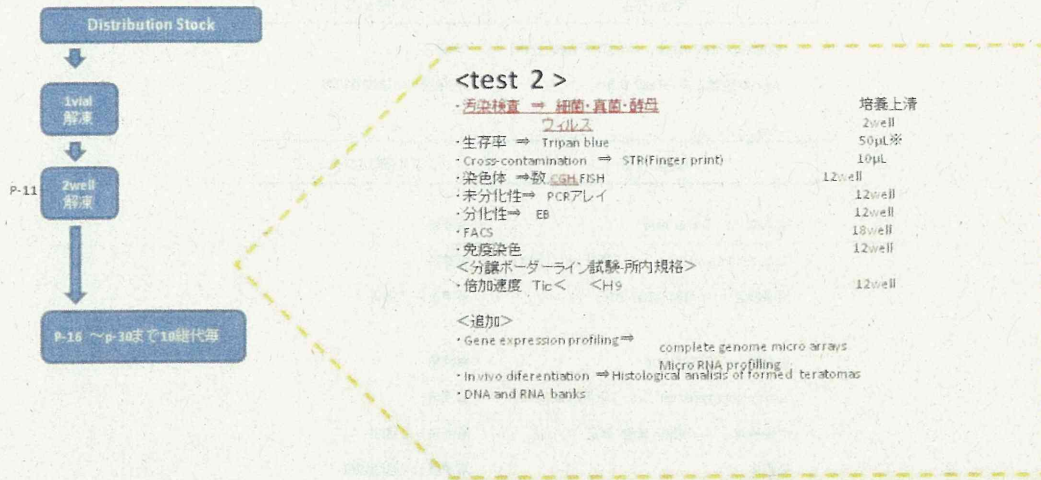 Distribution Stock
1vial
解凍
P-11
2well
解凍
P-16 ～p-30まで10継代毎
<test 2 >
・汚染検査 ⇒ 細菌・真菌・酵母 培養上清
ウィルス 2well
・生存率 ⇒ Tripan blue 50μL※
・Cross-contamination ⇒ STR(Finger print) 10μL
・染色体 ⇒数,CGH,FISH 12well
・未分化性⇒ PCRアレイ 12well
・分化性⇒ EB 12well
・FACS 18well
・免疫染色 12well
<分譲ボーダーライン試験-所内規格>
・倍加速度 Tic< <H9 12well
<追加>
・Gene expression profiling⇒ complete genome micro arrays
Micro RNA profilling
・In vivo diferentiation ⇒Histological analisis of formed teratomas
・DNA and RNA banks